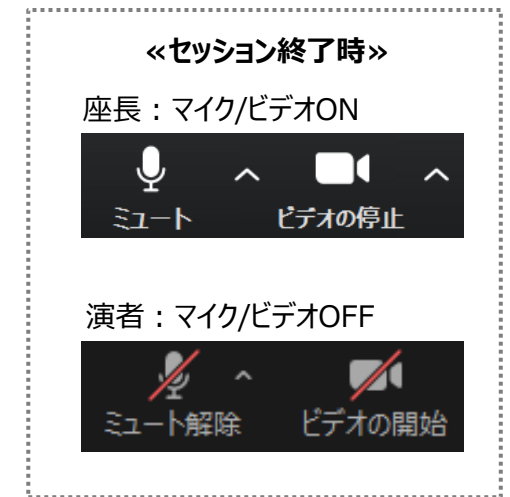 ≪セッション終了時≫
座長：マイク/ビデオON
ミュート ビデオの停止
演者：マイク/ビデオOFF
ミュート解除 ビデオの開始